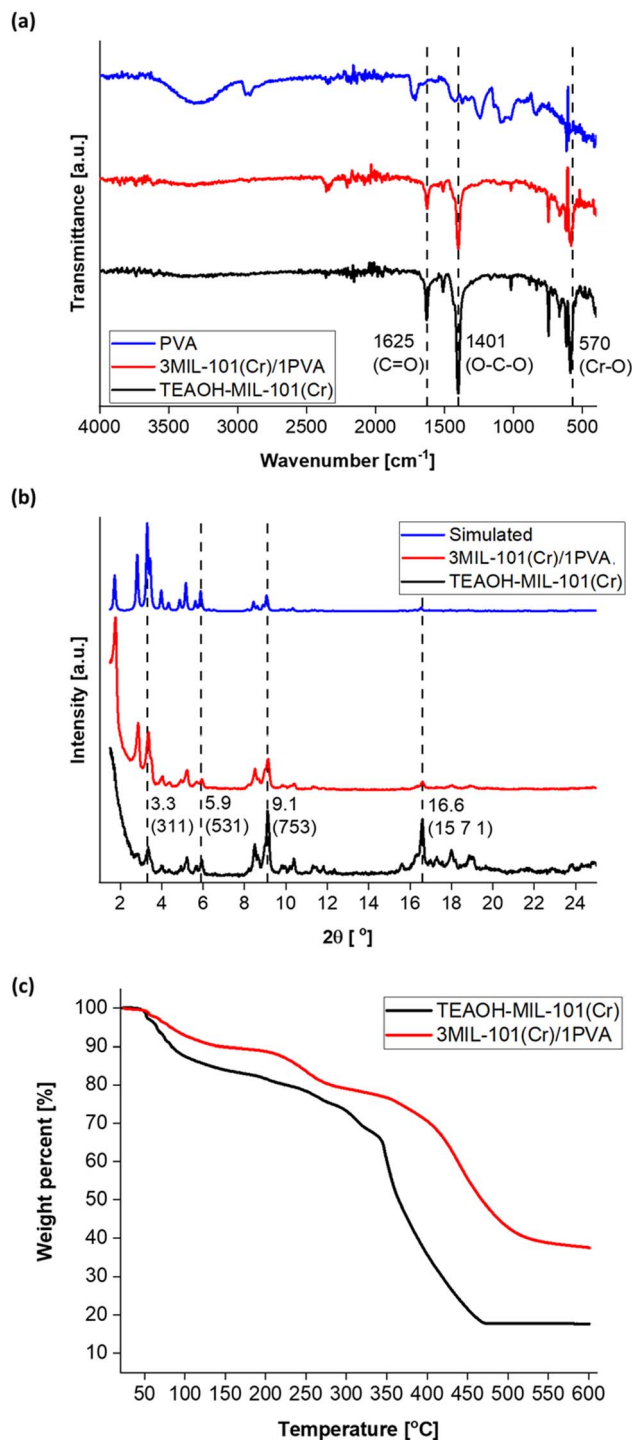 (a)
Transmittance [a.u.]
PVA
3MIL-101(Cr)/1PVA
TEAOH-MIL-101(Cr)
1625
(C=O)
1401
(O-C-O)
570
(Cr-O)
4000 3500 3000 2500 2000 1500 1000 500
Wavenumber [cm⁻¹]
(b)
Intensity [a.u.]
Simulated
3MIL-101(Cr)/1PVA.
TEAOH-MIL-101(Cr)
3.3
(311)
5.9
(531)
9.1
(753)
16.6
(15 7 1)
2 4 6 8 10 12 14 16 18 20 22 24
2θ [ °]
(c)
Weight percent [%]
TEAOH-MIL-101(Cr)
3MIL-101(Cr)/1PVA
100
90
80
70
60
50
40
30
20
10
50 100 150 200 250 300 350 400 450 500 550 600
Temperature [°C]